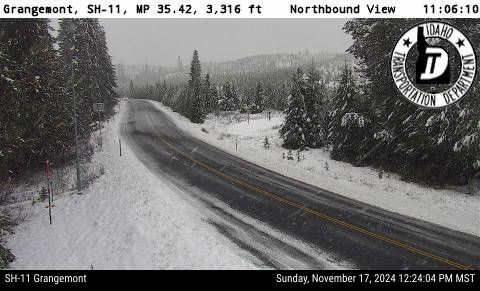 Grangemont, SH-11, MP 35.42, 3,316 ft Northbound View 11:06:10
IDAHO
TRANSPORTATION DEPARTMENT
SH-11 Grangemont Sunday, November 17, 2024 12:24:04 PM MST